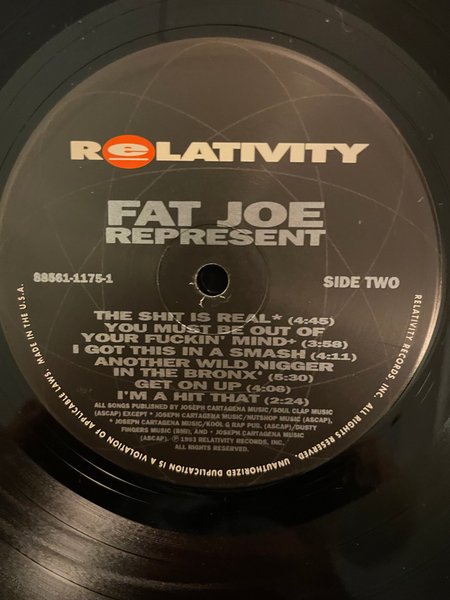 RELATIVITY
FAT JOE
REPRESENT
88561-1175-1
SIDE TWO
THE SHIT IS REAL* (4:45)
YOU MUST BE OUT OF
YOUR FUCKIN' MIND+ (3:58)
I GOT THIS IN A SMASH (4:11)
ANOTHER WILD NIGGER
IN THE BRONX^ (5:30)
GET ON UP (4:08)
I'M A HIT THAT (2:24)
ALL SONGS PUBLISHED BY JOSEPH CARTAGENA MUSIC/SOUL CLAP MUSIC
(ASCAP) EXCEPT * JOSEPH CARTAGENA MUSIC/HUTSHOP MUSIC (ASCAP),
+ JOSEPH CARTAGENA MUSIC/KOOL G RAP PUB. (ASCAP)/DUSTY
FINGERS MUSIC (BMI), AND ^ JOSEPH CARTAGENA MUSIC
(ASCAP). ℗ 1993 RELATIVITY RECORDS, INC.
ALL RIGHTS RESERVED.
RELATIVITY RECORDS, INC. ALL RIGHTS RESERVED. UNAUTHORIZED DUPLICATION IS A VIOLATION OF APPLICABLE LAWS. MADE IN THE U.S.A.